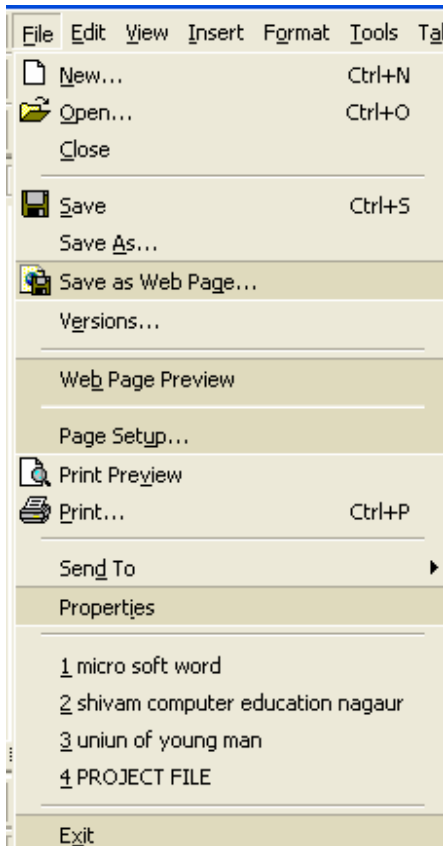 File Edit View Insert Format Tools Ta
New... Ctrl+N
Open... Ctrl+O
Close
Save Ctrl+S
Save As...
Save as Web Page...
Versions...
Web Page Preview
Page Setup...
Print Preview
Print... Ctrl+P
Send To
Properties
1 micro soft word
2 shivam computer education nagaur
3 uniun of young man
4 PROJECT FILE
Exit